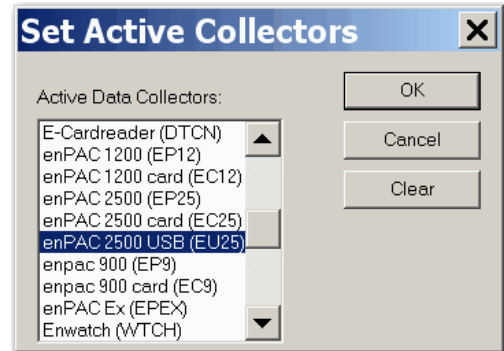 Set Active Collectors
Active Data Collectors:
E-Cardreader (DTCN)
enPAC 1200 (EP12)
enPAC 1200 card (EC12)
enPAC 2500 (EP25)
enPAC 2500 card (EC25)
enPAC 2500 USB (EU25)
enpac 900 (EP9)
enpac 900 card (EC9)
enPAC Ex (EPEX)
Enwatch (WTCH)
OK
Cancel
Clear